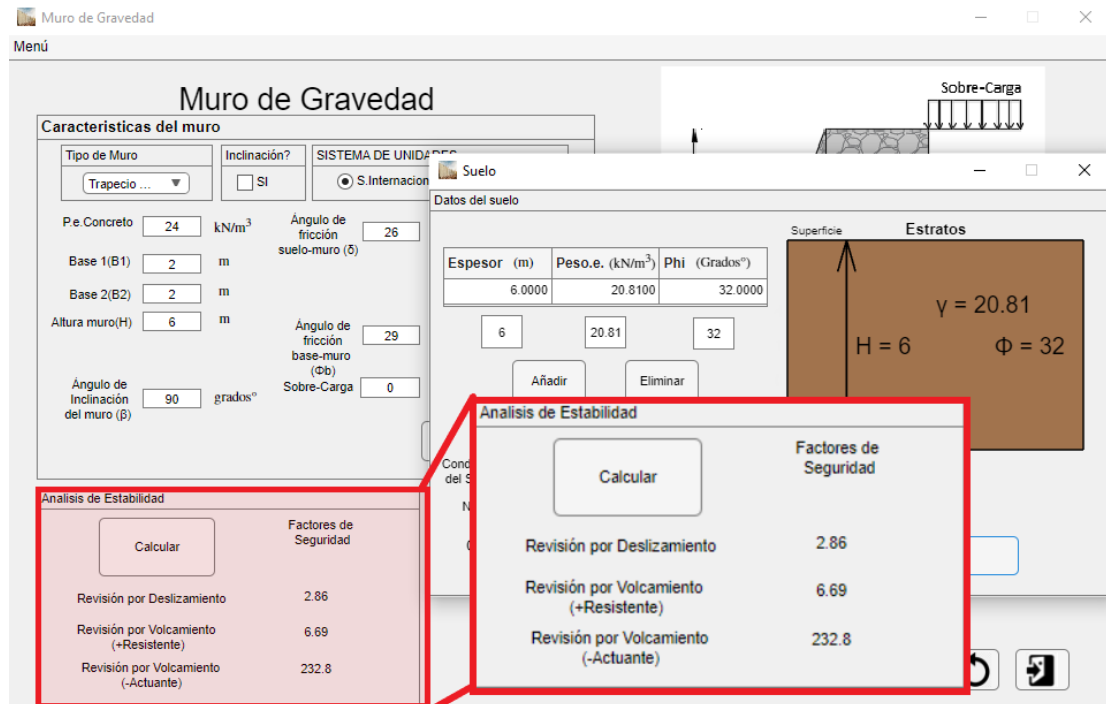 Muro de Gravedad
Menú
Muro de Gravedad
Caracteristicas del muro
Tipo de Muro
Trapecio ...
Inclinación?
SI
SISTEMA DE UNIDADES
S.Internacion
P.e.Concreto 24 kN/m³
Base 1(B1) 2 m
Base 2(B2) 2 m
Altura muro(H) 6 m
Ángulo de
Inclinación
del muro (β)
90 grados°
Ángulo de
fricción
suelo-muro (δ)
26
Ángulo de
fricción
base-muro
(Φb)
29
Sobre-Carga 0
Sobre-Carga
Suelo
Datos del suelo
Espesor (m) Peso.e. (kN/m³) Phi (Grados°)
6.0000 20.8100 32.0000
6 20.81 32
Añadir Eliminar
Superficie Estratos
γ = 20.81
H = 6 Φ = 32
Cond
del S
N
Analisis de Estabilidad
Calcular
Factores de
Seguridad
Revisión por Deslizamiento 2.86
Revisión por Volcamiento
(+Resistente)
6.69
Revisión por Volcamiento
(-Actuante)
232.8
Analisis de Estabilidad
Calcular
Factores de
Seguridad
Revisión por Deslizamiento 2.86
Revisión por Volcamiento
(+Resistente)
6.69
Revisión por Volcamiento
(-Actuante)
232.8